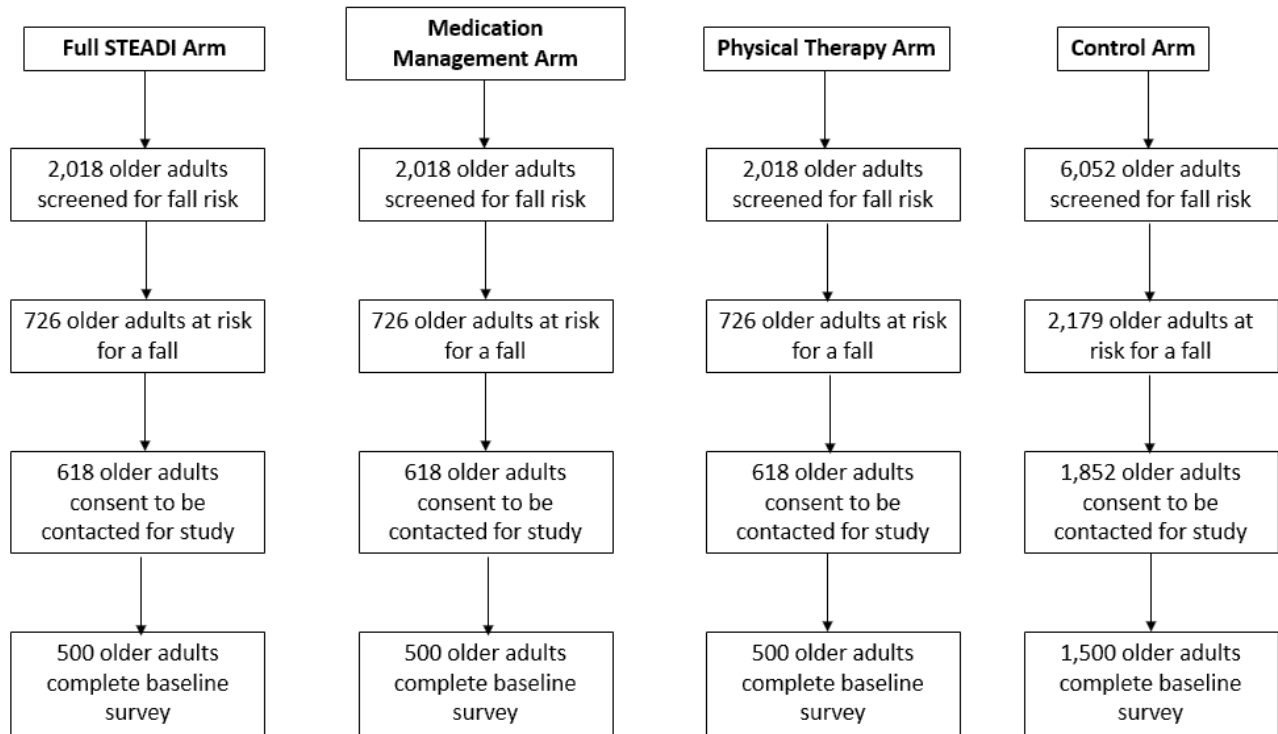 Full STEADI Arm
Medication
Management Arm
Physical Therapy Arm
Control Arm
2,018 older adults
screened for fall risk
2,018 older adults
screened for fall risk
2,018 older adults
screened for fall risk
6,052 older adults
screened for fall risk
726 older adults at risk
for a fall
726 older adults at risk
for a fall
726 older adults at risk
for a fall
2,179 older adults at
risk for a fall
618 older adults
consent to be
contacted for study
618 older adults
consent to be
contacted for study
618 older adults
consent to be
contacted for study
1,852 older adults
consent to be
contacted for study
500 older adults
complete baseline
survey
500 older adults
complete baseline
survey
500 older adults
complete baseline
survey
1,500 older adults
complete baseline
survey